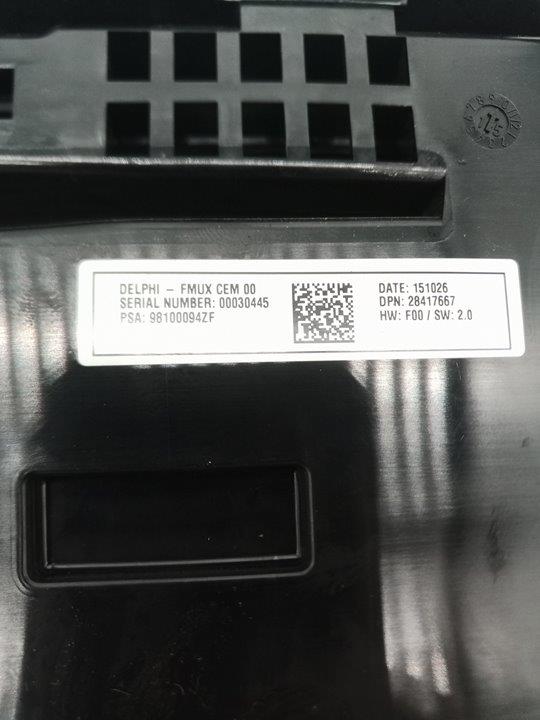 DELPHI – FMUX CEM 00
SERIAL NUMBER: 00030445
PSA: 98100094ZF
DATE: 151026
DPN: 28417667
HW: F00 / SW: 2.0